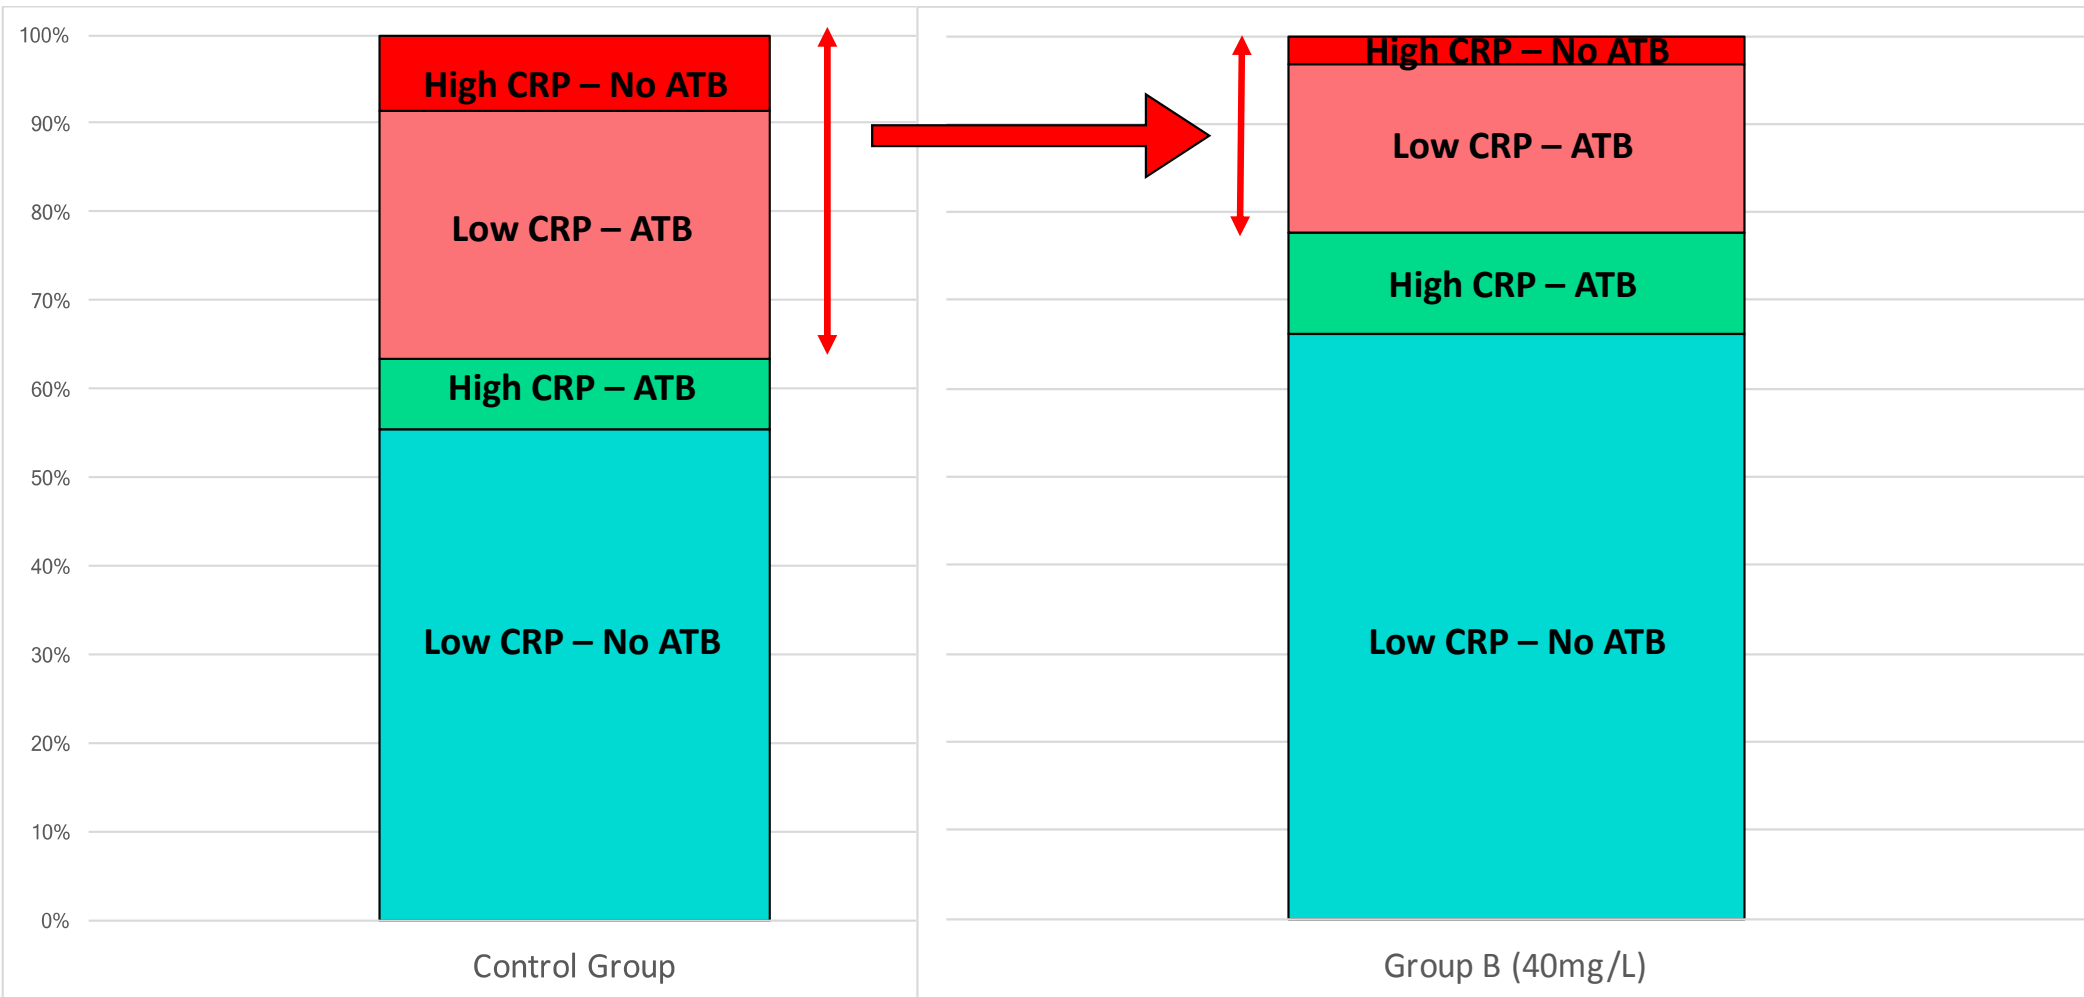 100%
90%
80%
70%
60%
50%
40%
30%
20%
10%
0%
High CRP – No ATB
Low CRP – ATB
High CRP – ATB
Low CRP – No ATB
Control Group
High CRP – No ATB
Low CRP – ATB
High CRP – ATB
Low CRP – No ATB
Group B (40mg/L)